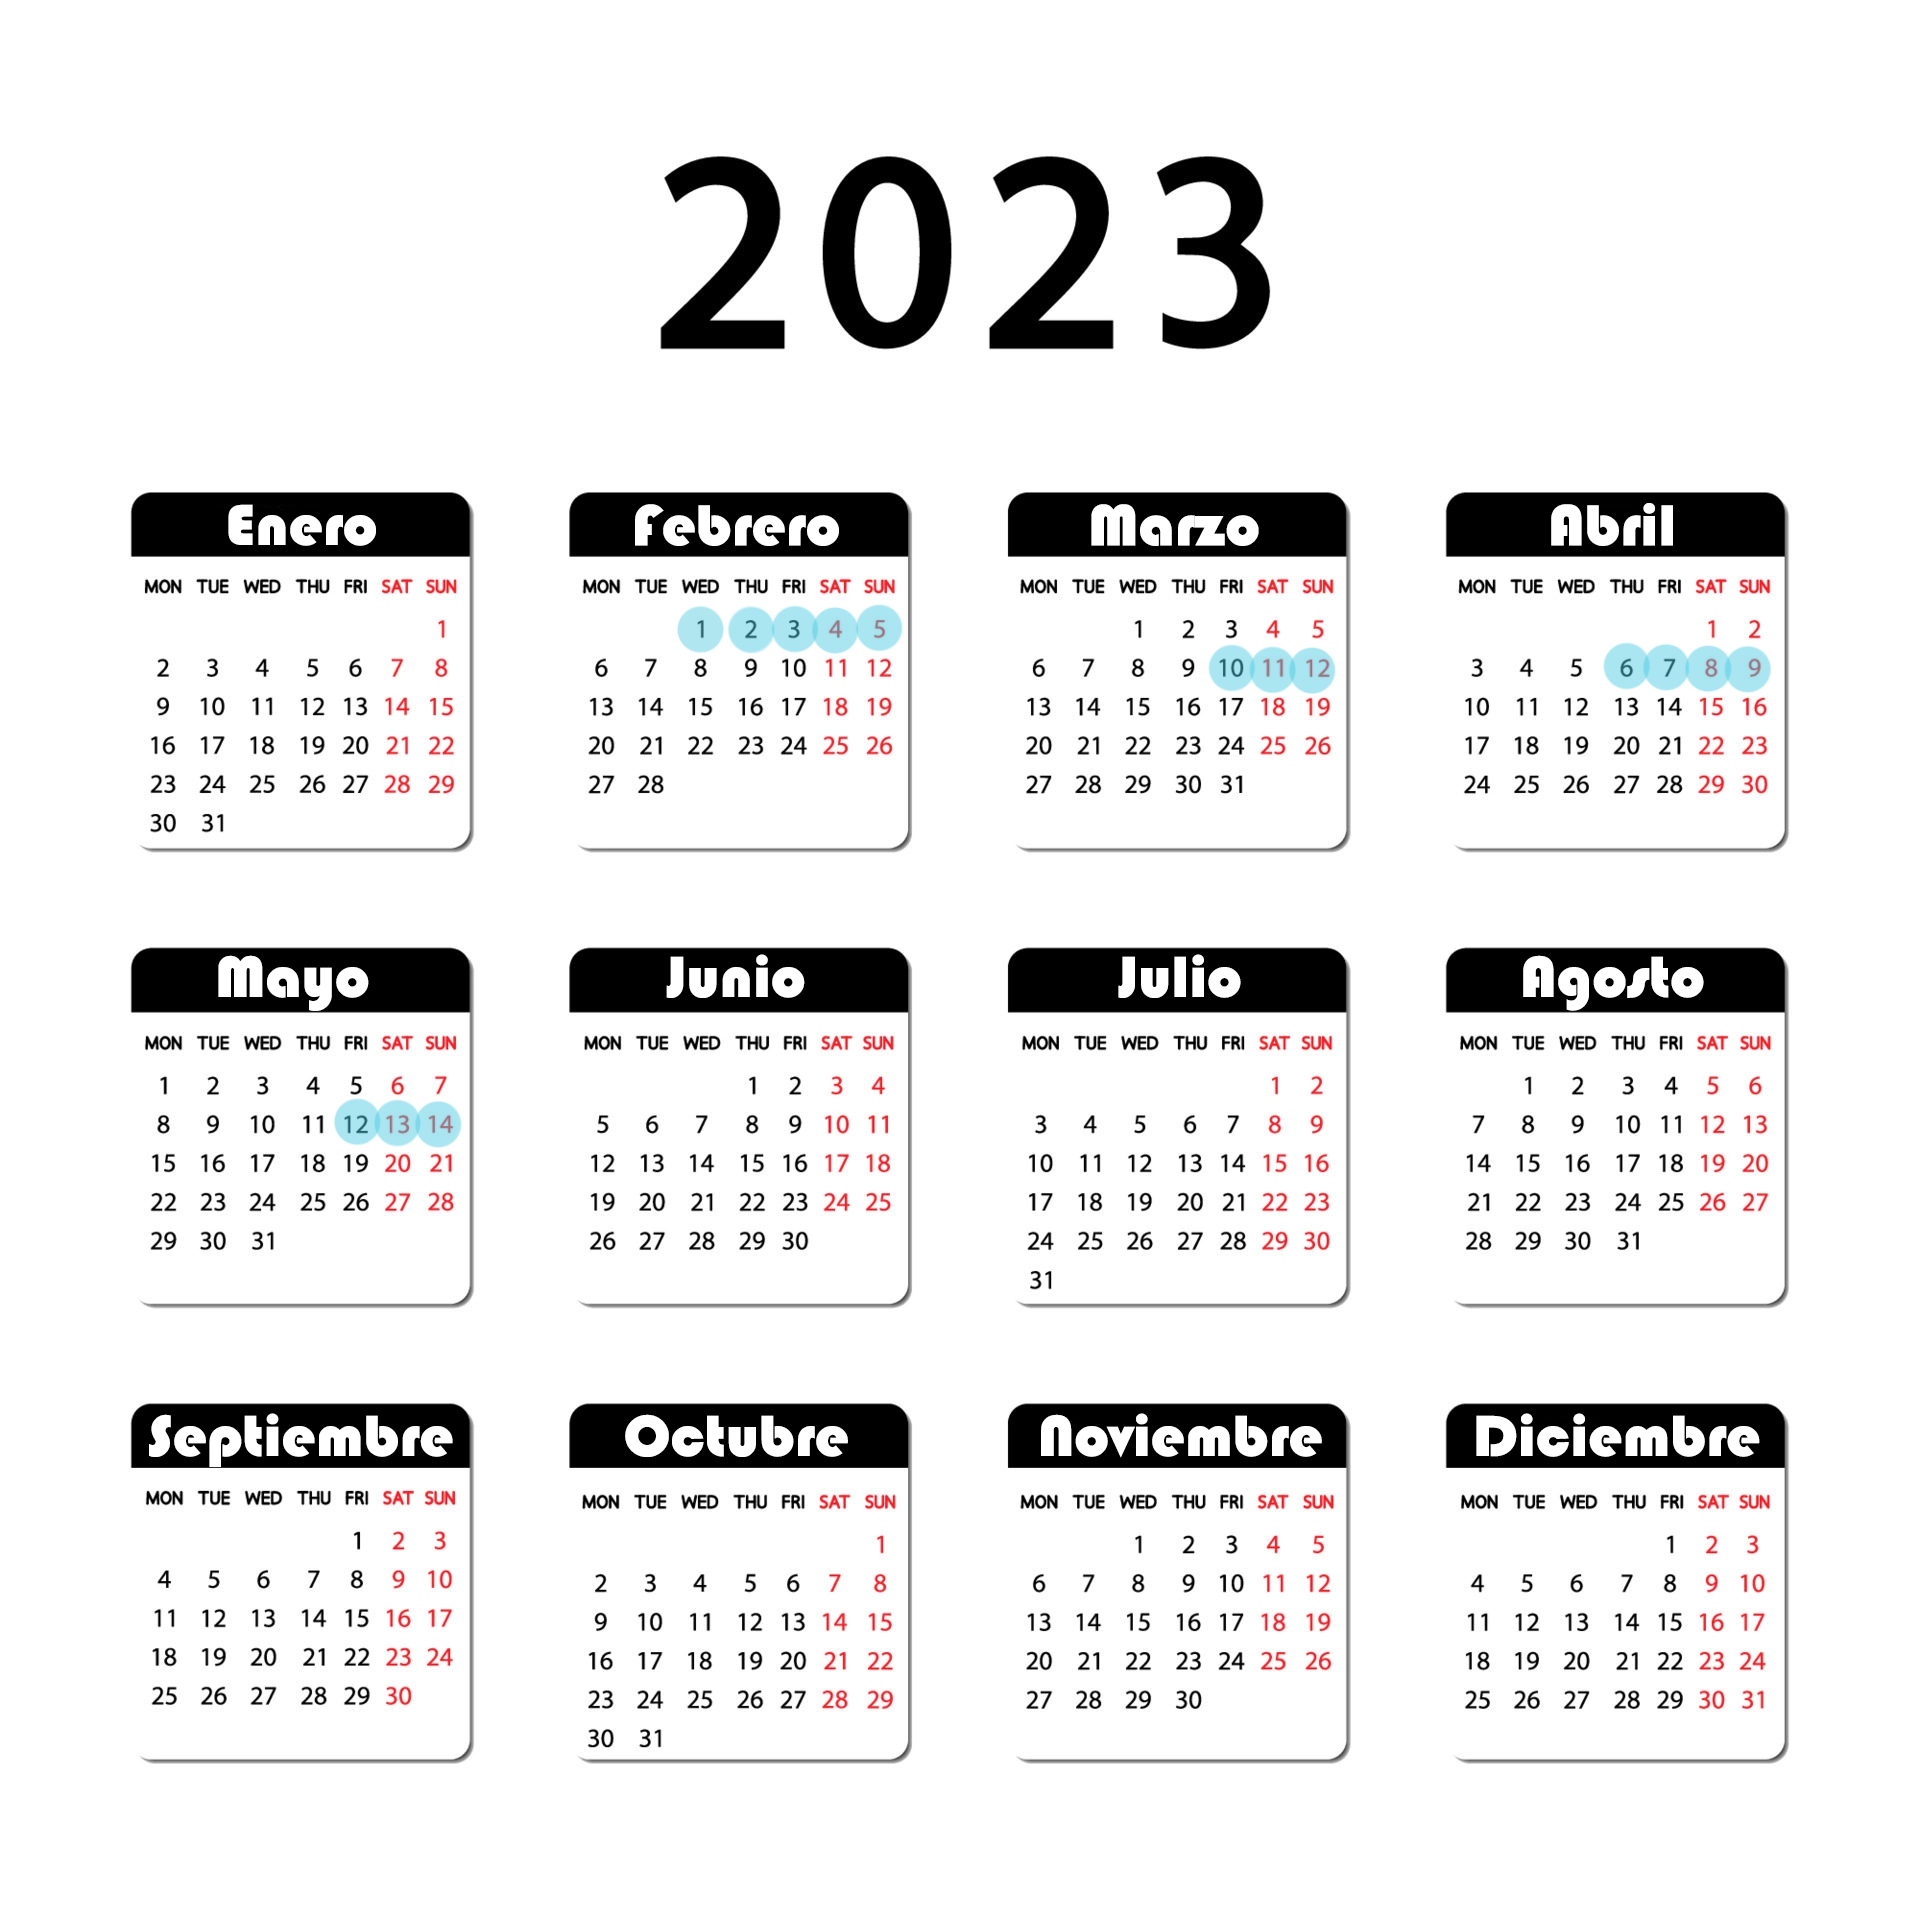 2023
Enero
MON TUE WED THU FRI SAT SUN
1
2 3 4 5 6 7 8
9 10 11 12 13 14 15
16 17 18 19 20 21 22
23 24 25 26 27 28 29
30 31
Febrero
MON TUE WED THU FRI SAT SUN
1 2 3 4 5
6 7 8 9 10 11 12
13 14 15 16 17 18 19
20 21 22 23 24 25 26
27 28
Marzo
MON TUE WED THU FRI SAT SUN
1 2 3 4 5
6 7 8 9 10 11 12
13 14 15 16 17 18 19
20 21 22 23 24 25 26
27 28 29 30 31
Abril
MON TUE WED THU FRI SAT SUN
1 2
3 4 5 6 7 8 9
10 11 12 13 14 15 16
17 18 19 20 21 22 23
24 25 26 27 28 29 30
Mayo
MON TUE WED THU FRI SAT SUN
1 2 3 4 5 6 7
8 9 10 11 12 13 14
15 16 17 18 19 20 21
22 23 24 25 26 27 28
29 30 31
Junio
MON TUE WED THU FRI SAT SUN
1 2 3 4
5 6 7 8 9 10 11
12 13 14 15 16 17 18
19 20 21 22 23 24 25
26 27 28 29 30
Julio
MON TUE WED THU FRI SAT SUN
1 2
3 4 5 6 7 8 9
10 11 12 13 14 15 16
17 18 19 20 21 22 23
24 25 26 27 28 29 30
31
Agosto
MON TUE WED THU FRI SAT SUN
1 2 3 4 5 6
7 8 9 10 11 12 13
14 15 16 17 18 19 20
21 22 23 24 25 26 27
28 29 30 31
Septiembre
MON TUE WED THU FRI SAT SUN
1 2 3
4 5 6 7 8 9 10
11 12 13 14 15 16 17
18 19 20 21 22 23 24
25 26 27 28 29 30
Octubre
MON TUE WED THU FRI SAT SUN
1
2 3 4 5 6 7 8
9 10 11 12 13 14 15
16 17 18 19 20 21 22
23 24 25 26 27 28 29
30 31
Noviembre
MON TUE WED THU FRI SAT SUN
1 2 3 4 5
6 7 8 9 10 11 12
13 14 15 16 17 18 19
20 21 22 23 24 25 26
27 28 29 30
Diciembre
MON TUE WED THU FRI SAT SUN
1 2 3
4 5 6 7 8 9 10
11 12 13 14 15 16 17
18 19 20 21 22 23 24
25 26 27 28 29 30 31